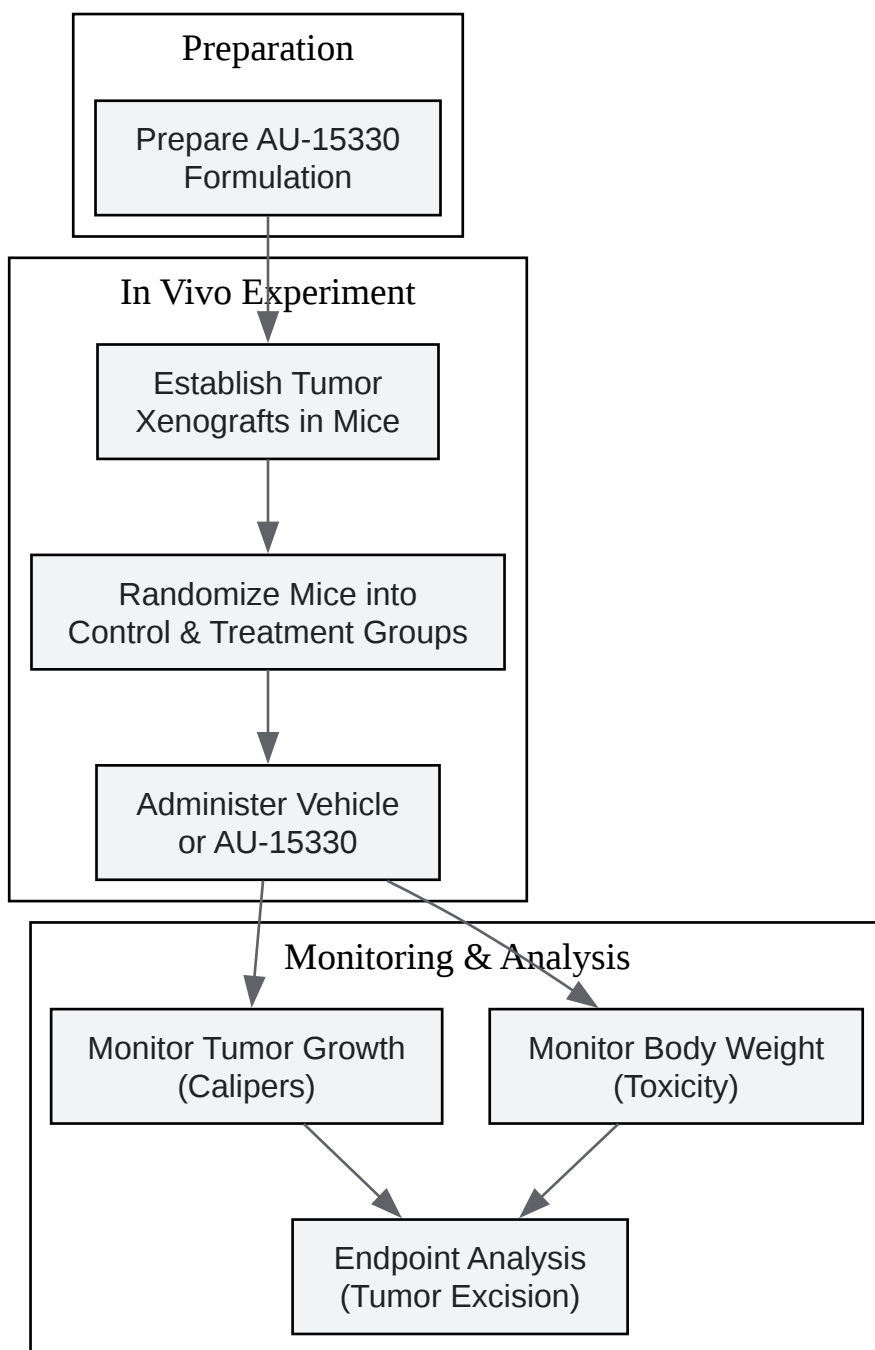 Preparation
Prepare AU-15330
Formulation
In Vivo Experiment
Establish Tumor
Xenografts in Mice
Randomize Mice into
Control & Treatment Groups
Administer Vehicle
or AU-15330
Monitoring & Analysis
Monitor Tumor Growth
(Calipers)
Monitor Body Weight
(Toxicity)
Endpoint Analysis
(Tumor Excision)